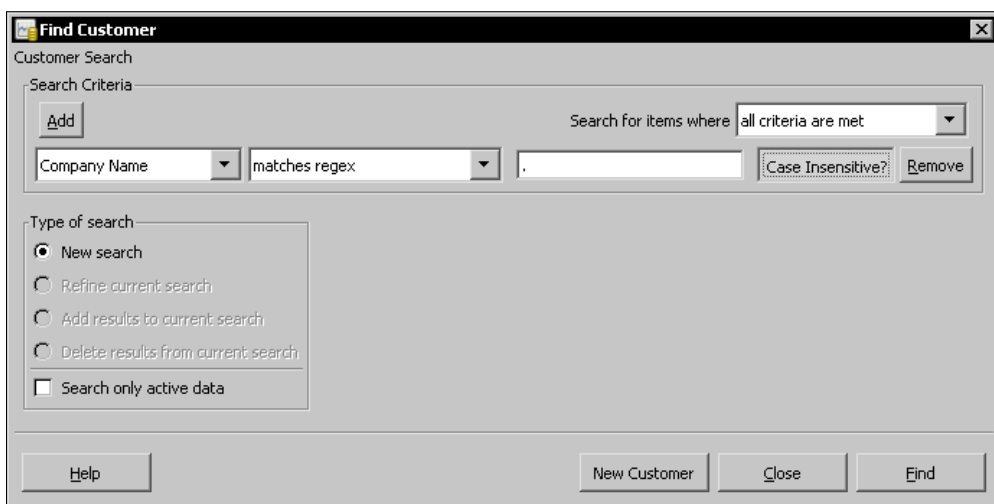 Find Customer
Customer Search
Search Criteria
Add Search for items where all criteria are met
Company Name matches regex . Case Insensitive? Remove
Type of search
New search
Refine current search
Add results to current search
Delete results from current search
Search only active data
Help New Customer Close Find